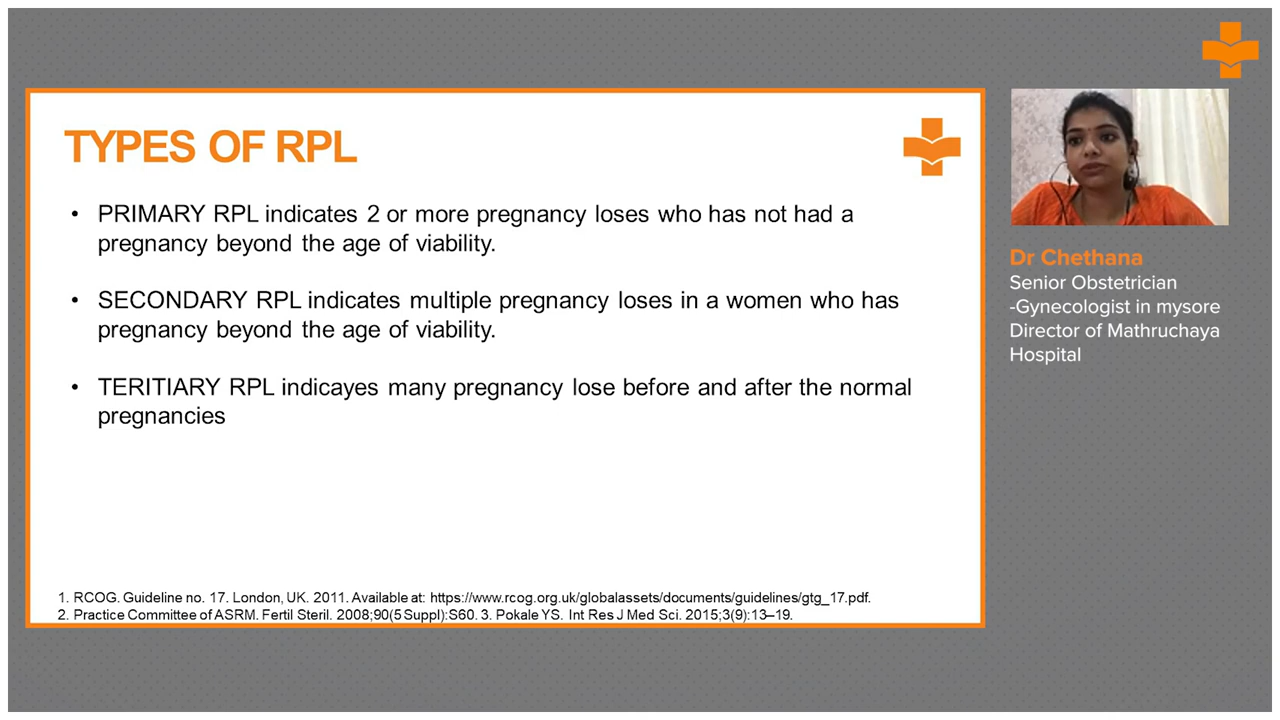 TYPES OF RPL
• PRIMARY RPL indicates 2 or more pregnancy loses who has not had a
pregnancy beyond the age of viability.
• SECONDARY RPL indicates multiple pregnancy loses in a women who has
pregnancy beyond the age of viability.
• TERITIARY RPL indicayes many pregnancy lose before and after the normal
pregnancies
1. RCOG. Guideline no. 17. London, UK. 2011. Available at: https://www.rcog.org.uk/globalassets/documents/guidelines/gtg_17.pdf.
2. Practice Committee of ASRM. Fertil Steril. 2008;90(5 Suppl):S60. 3. Pokale YS. Int Res J Med Sci. 2015;3(9):13–19.
Dr Chethana
Senior Obstetrician
-Gynecologist in mysore
Director of Mathruchaya
Hospital